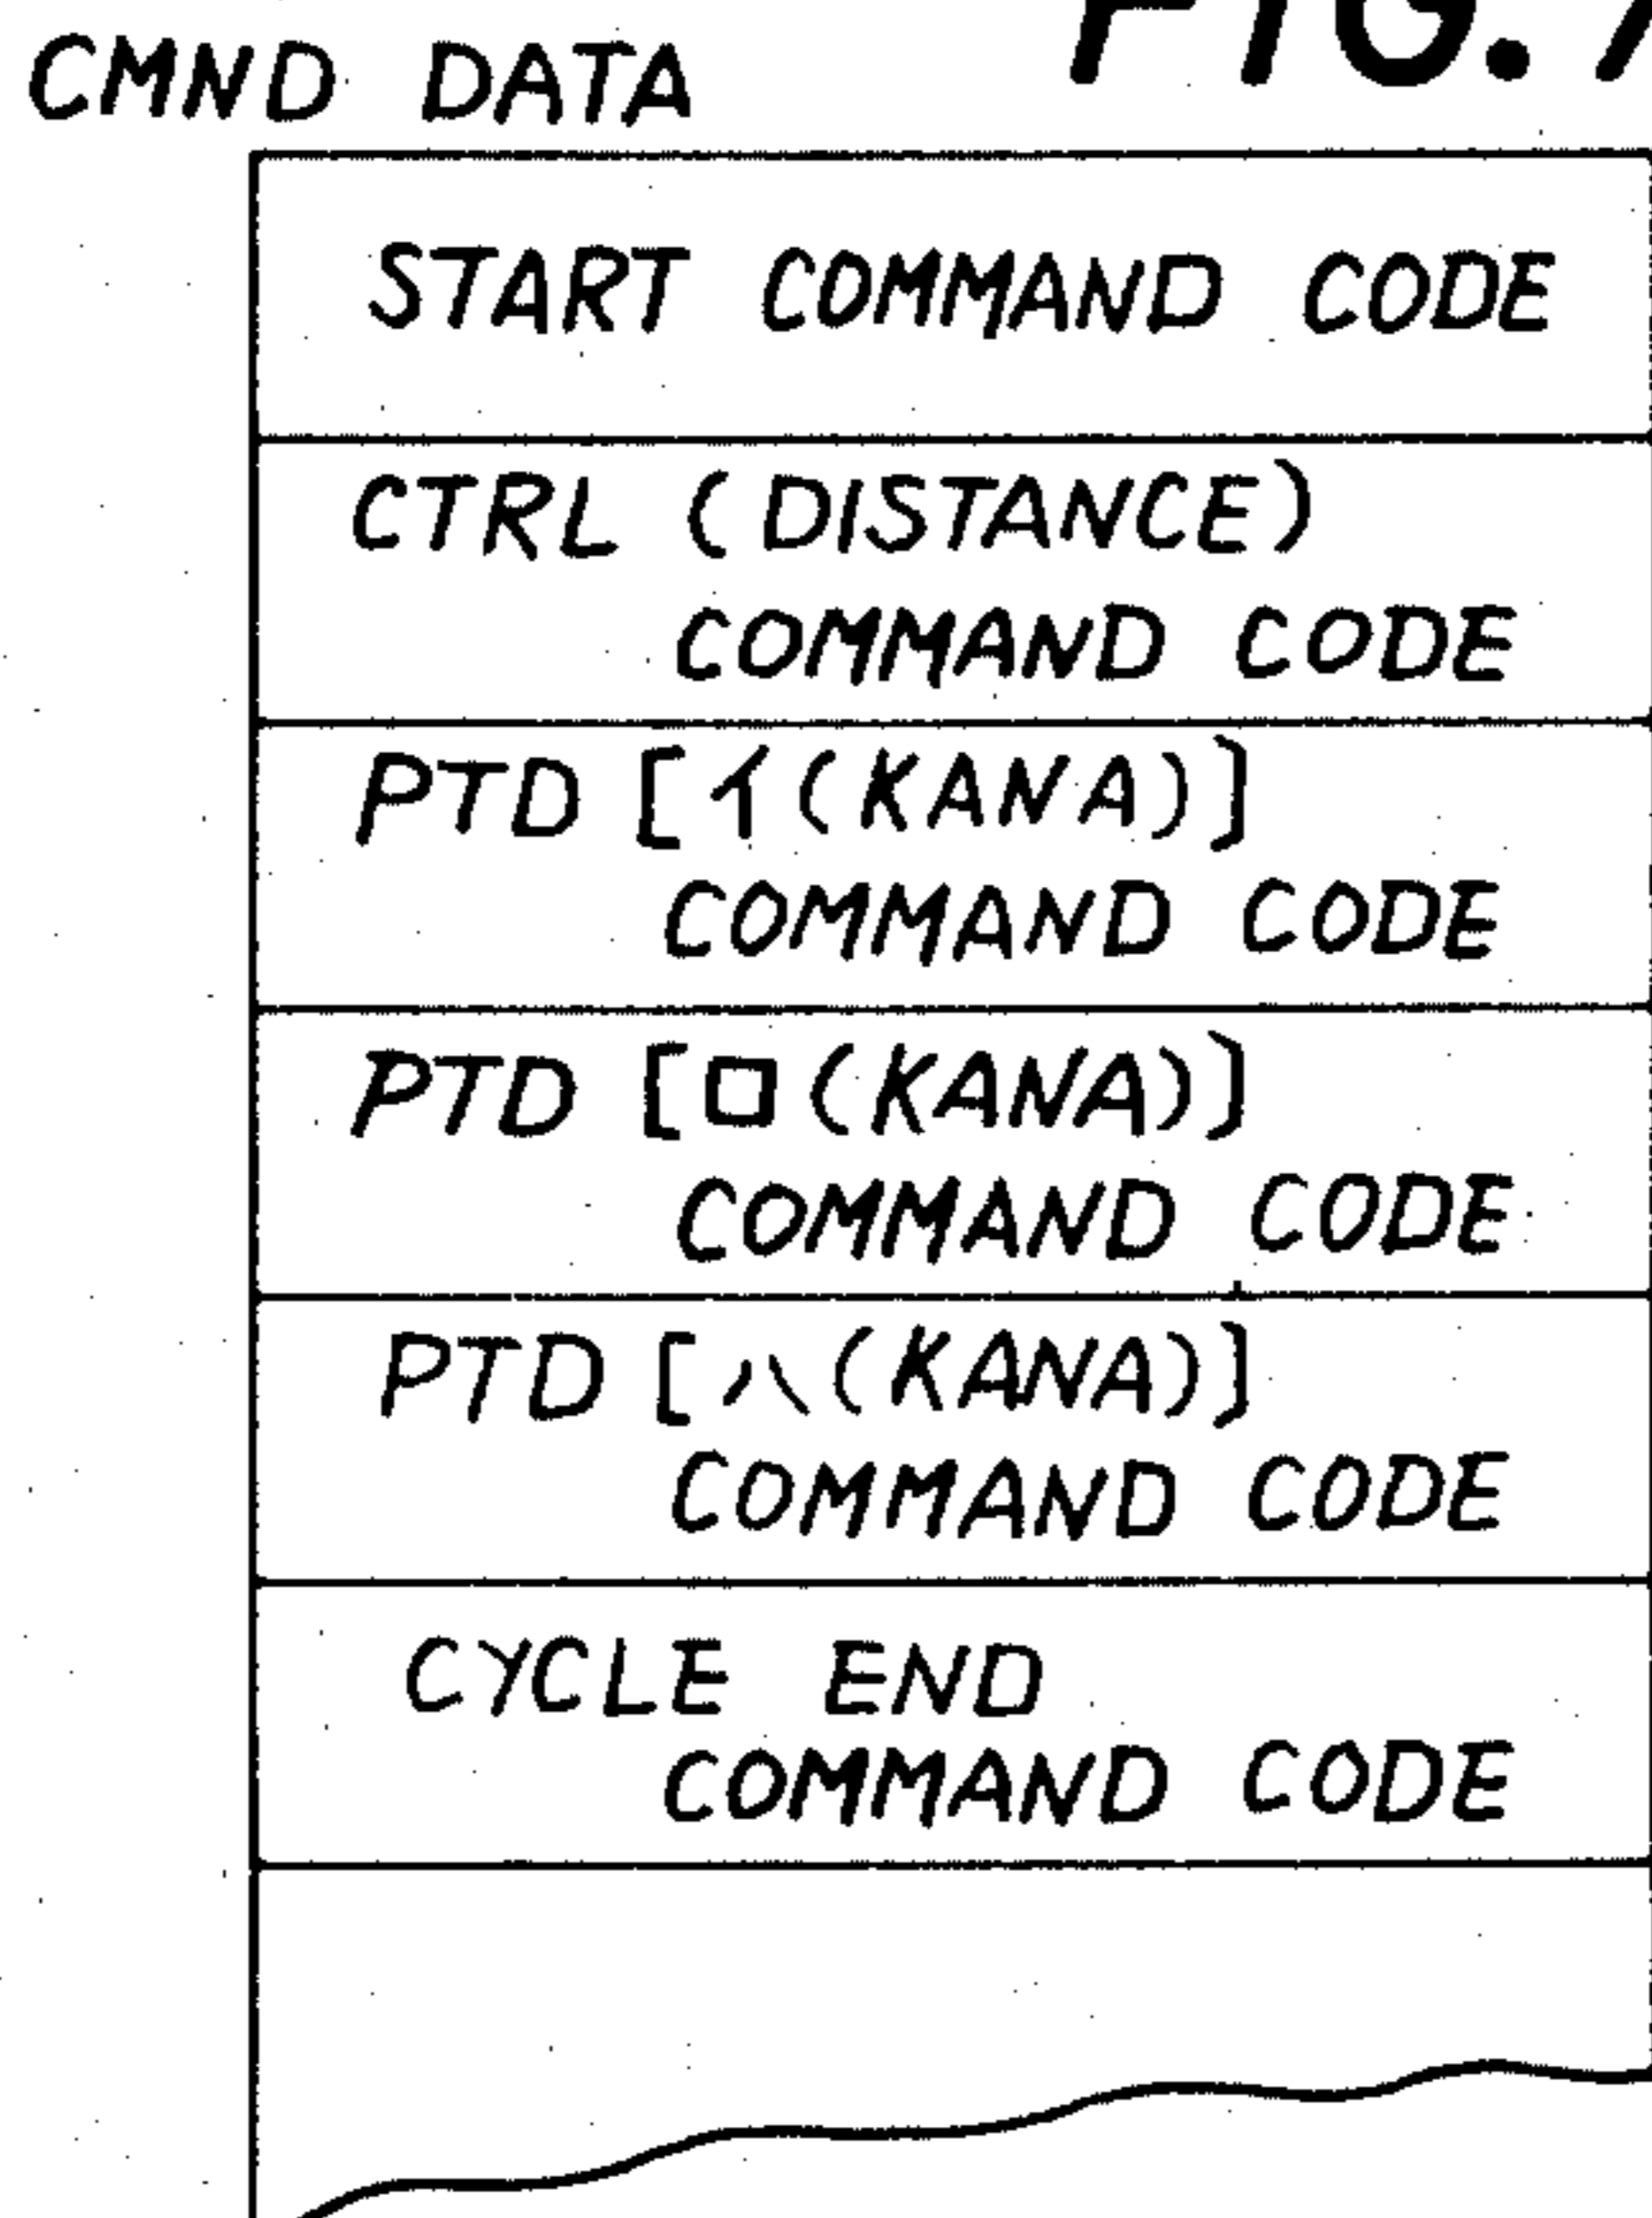 CMND DATA
START COMMAND CODE
CTRL (DISTANCE)
COMMAND CODE
PTD [イ(KANA)]
COMMAND CODE
PTD [ロ(KANA)]
COMMAND CODE
PTD [ハ(KANA)]
COMMAND CODE
CYCLE END
COMMAND CODE